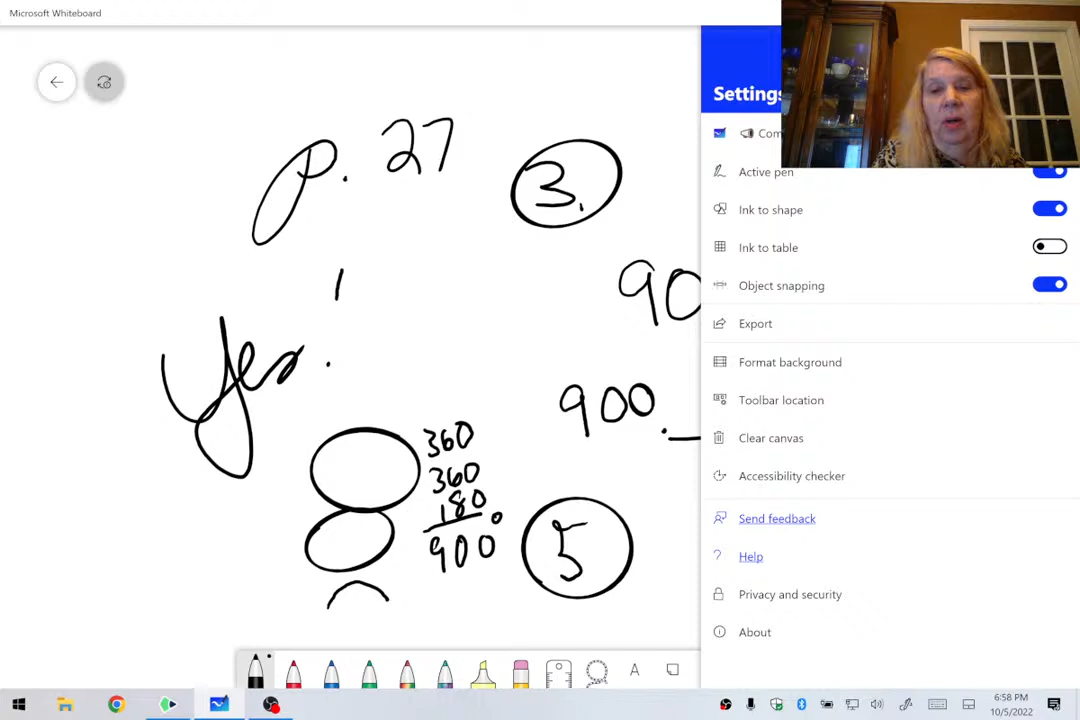 Microsoft Whiteboard
p. 27
3.
1
90
Yes.
900.
360
360
180
900
5
Settings
Com
Active pen
Ink to shape
Ink to table
Object snapping
Export
Format background
Toolbar location
Clear canvas
Accessibility checker
Send feedback
Help
Privacy and security
About
A
6:58 PM
10/5/2022